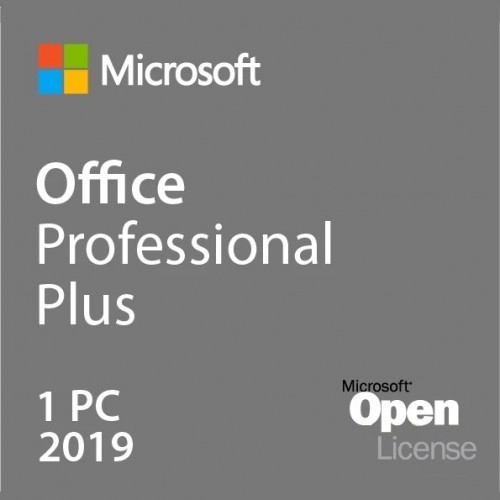 Microsoft
Office
Professional
Plus
1 PC
2019
Microsoft®
Open
License